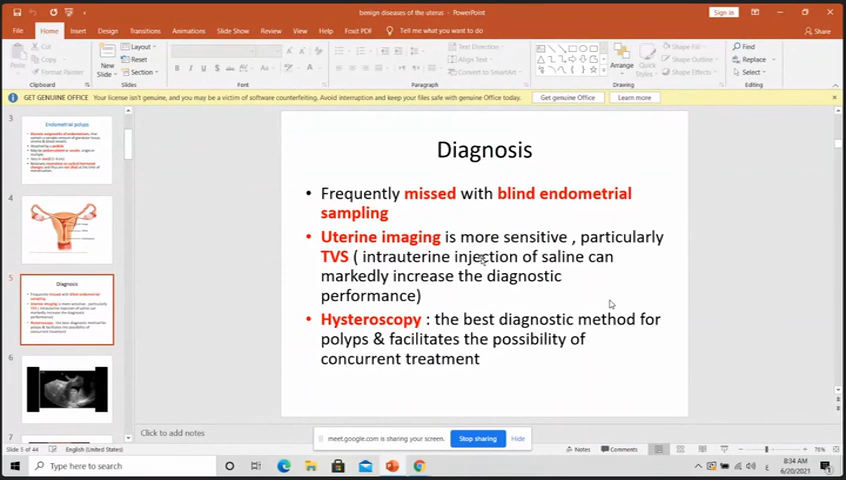 benign diseases of the uterus - PowerPoint
Sign in
File Home Insert Design Transitions Animations Slide Show Review View Help Foxit PDF Tell me what you want to do Share
Cut
Copy
Format Painter
Paste
Clipboard
New Slide
Layout
Reset
Section
Slides
Font
Paragraph
Text Direction
Align Text
Convert to SmartArt
Arrange
Quick Styles
Shape Fill
Shape Outline
Shape Effects
Drawing
Find
Replace
Select
Editing
GET GENUINE OFFICE Your license isn't genuine, and you may be a victim of software counterfeiting. Avoid interruption and keep your files safe with genuine Office today. Get genuine Office Learn more
3
Endometrial polyps
4
5
Diagnosis
6
7
Diagnosis
• Frequently missed with blind endometrial
sampling
• Uterine imaging is more sensitive , particularly
TVS ( intrauterine injection of saline can
markedly increase the diagnostic
performance)
• Hysteroscopy : the best diagnostic method for
polyps & facilitates the possibility of
concurrent treatment
Click to add notes
meet.google.com is sharing your screen. Stop sharing Hide
Slide 5 of 44 English (United States) Notes Comments 78%
Type here to search
8:34 AM
6/20/2021